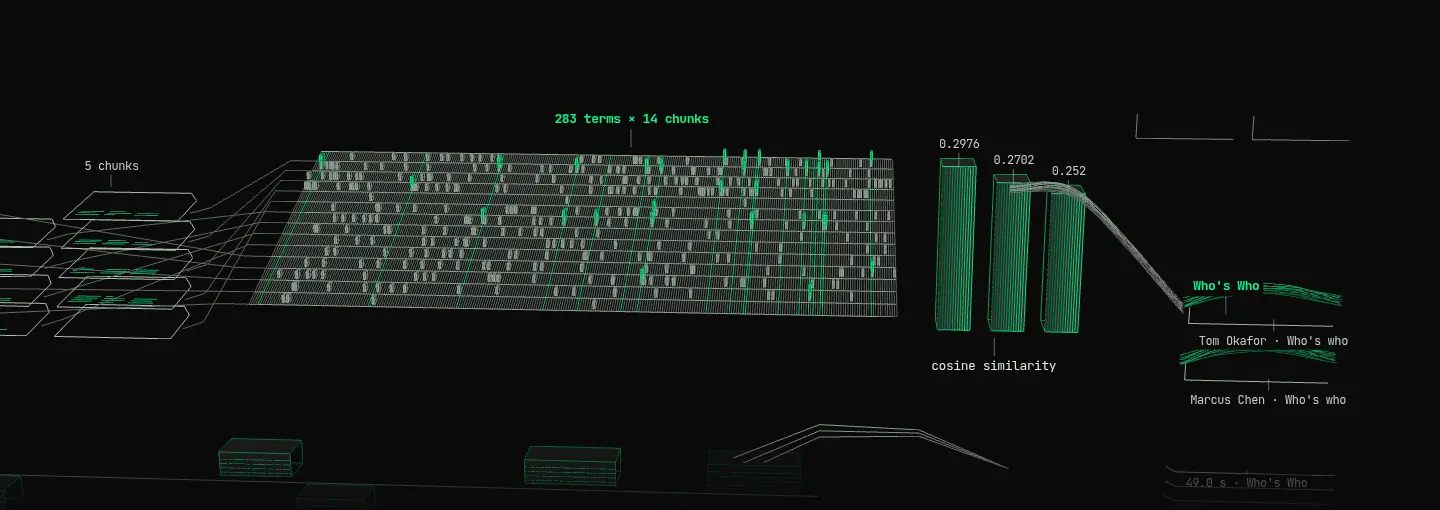 283 terms × 14 chunks
5 chunks
0.2976
0.2702
0.252
cosine similarity
Who's Who
Tom Okafor · Who's who
Marcus Chen · Who's who
49.0 s · Who's Who